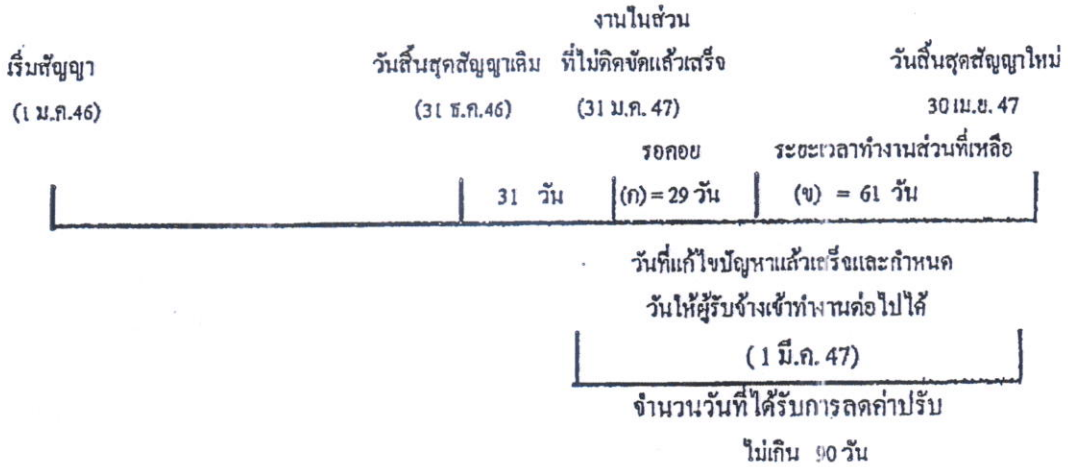 งานในส่วน
เริ่มสัญญา วันสิ้นสุดสัญญาเดิม ที่ไม่ติดขัดแล้วเสร็จ วันสิ้นสุดสัญญาใหม่
(1 ม.ค.46) (31 ธ.ค.46) (31 ม.ค. 47) 30 เม.ย. 47
รอคอย ระยะเวลาทำงานส่วนที่เหลือ
31 วัน (ก) = 29 วัน (ข) = 61 วัน
วันที่แก้ไขปัญหาแล้วเสร็จและกำหนด
วันให้ผู้รับจ้างเข้าทำงานต่อไปได้
(1 มี.ค. 47)
จำนวนวันที่ได้รับการลดค่าปรับ
ไม่เกิน 90 วัน